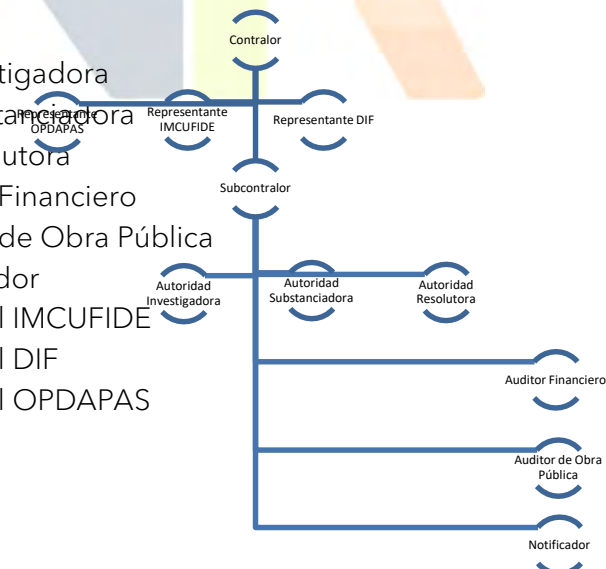 Contralor
tigadora
Representante
OPDAPAS
tanciadora
Representante
IMCUFIDE
Representante DIF
utora
Subcontralor
Financiero
de Obra Pública
dor
Autoridad
Investigadora
Autoridad
Substanciadora
Autoridad
Resolutora
l IMCUFIDE
l DIF
l OPDAPAS
Auditor Financiero
Auditor de Obra
Pública
Notificador